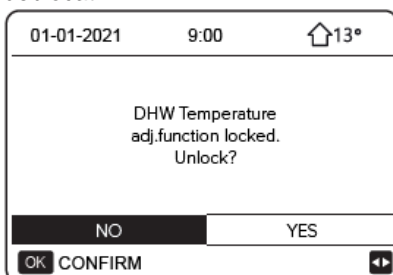 01-01-2021 9:00 13°
DHW Temperature
adj.function locked.
Unlock?
NO YES
OK CONFIRM